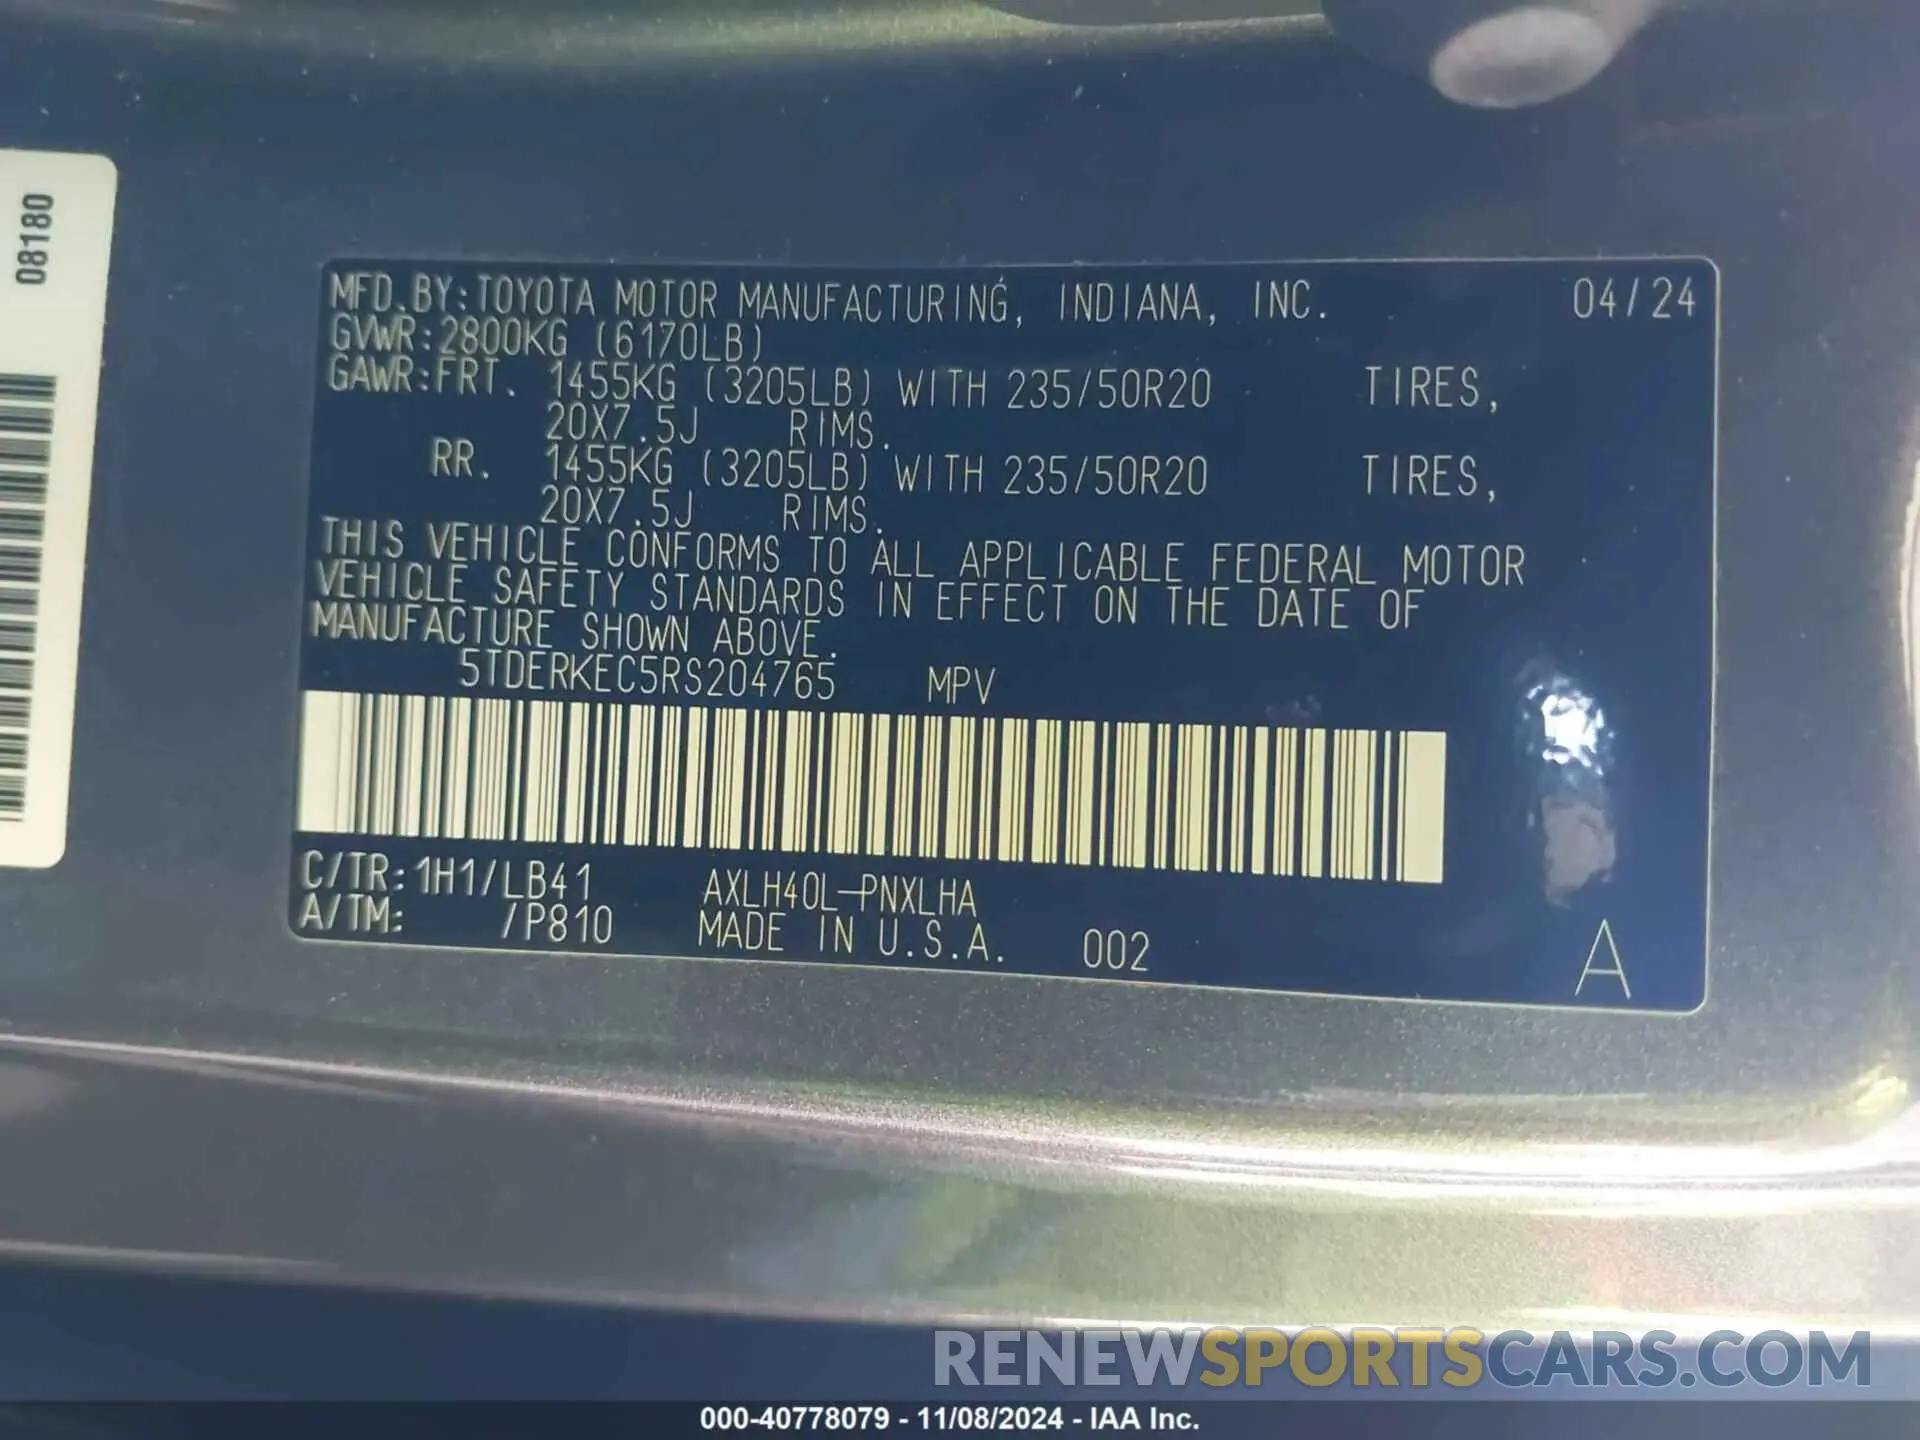 08180
MFD.BY:TOYOTA MOTOR MANUFACTURING, INDIANA, INC. 04/24
GVWR:2800KG (6170LB)
GAWR:FRT. 1455KG (3205LB) WITH 235/50R20 TIRES,
20X7.5J RIMS.
RR. 1455KG (3205LB) WITH 235/50R20 TIRES,
20X7.5J RIMS.
THIS VEHICLE CONFORMS TO ALL APPLICABLE FEDERAL MOTOR
VEHICLE SAFETY STANDARDS IN EFFECT ON THE DATE OF
MANUFACTURE SHOWN ABOVE.
5TDERKEC5RS204765 MPV
C/TR:1H1/LB41 AXLH40L-PNXLHA
A/TM: /P810 MADE IN U.S.A. 002 A
RENEWSPORTSCARS.COM
000-40778079 - 11/08/2024 - IAA Inc.